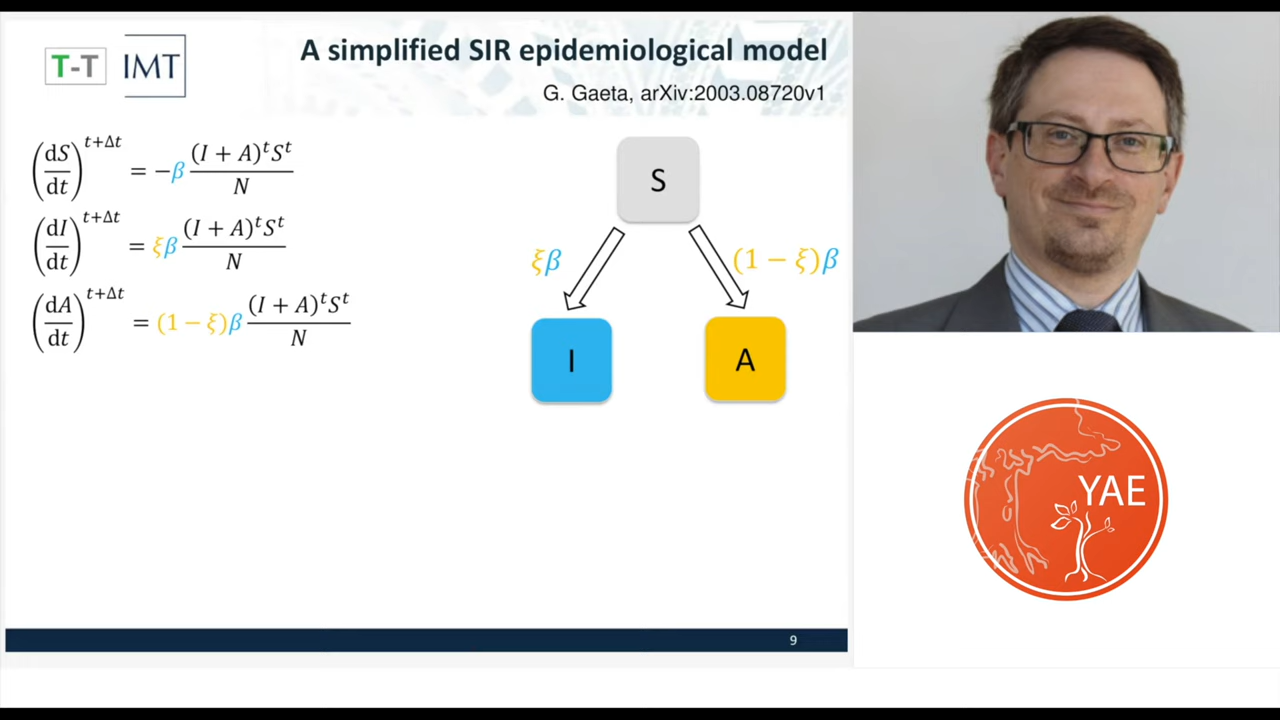 T-T IMT
A simplified SIR epidemiological model
G. Gaeta, arXiv:2003.08720v1
(dS/dt)^{t+Δt} = −β (I + A)^t S^t / N
(dI/dt)^{t+Δt} = ξβ (I + A)^t S^t / N
(dA/dt)^{t+Δt} = (1 − ξ)β (I + A)^t S^t / N
S
ξβ
(1 − ξ)β
I
A
YAE
9